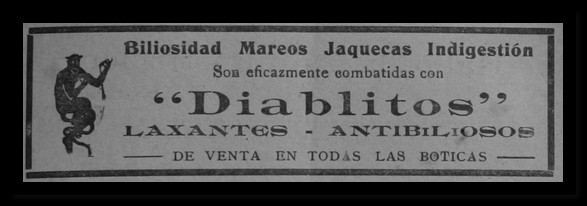 Biliosidad Mareos Jaquecas Indigestión
Son eficazmente combatidas con
“Diablitos”
LAXANTES - ANTIBILIOSOS
DE VENTA EN TODAS LAS BOTICAS